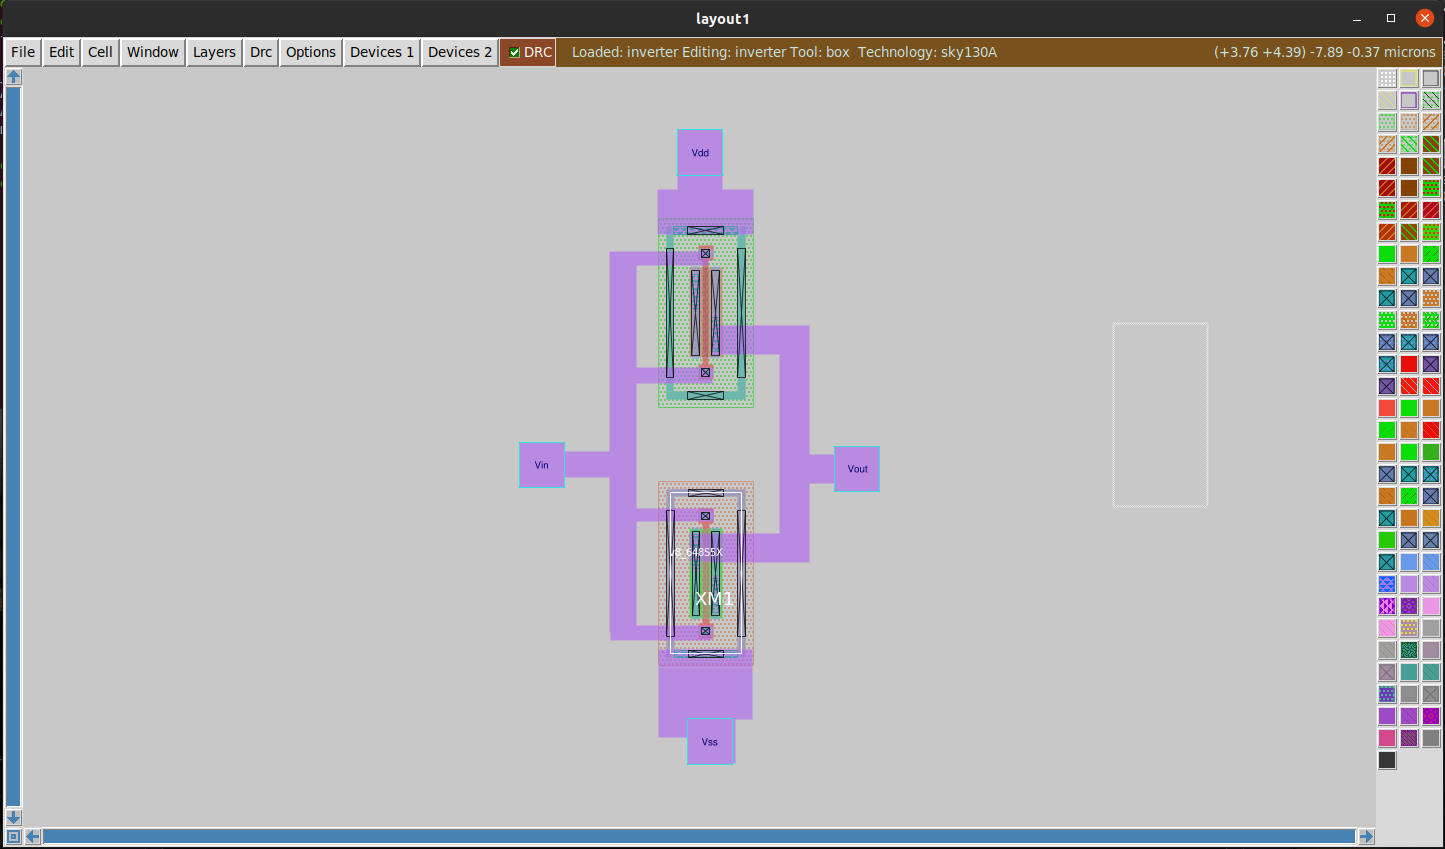 layout1
File Edit Cell Window Layers Drc Options Devices 1 Devices 2 DRC Loaded: inverter Editing: inverter Tool: box Technology: sky130A (+3.76 +4.39) -7.89 -0.37 microns
Vdd
Vin
Vout
XM1
Vss